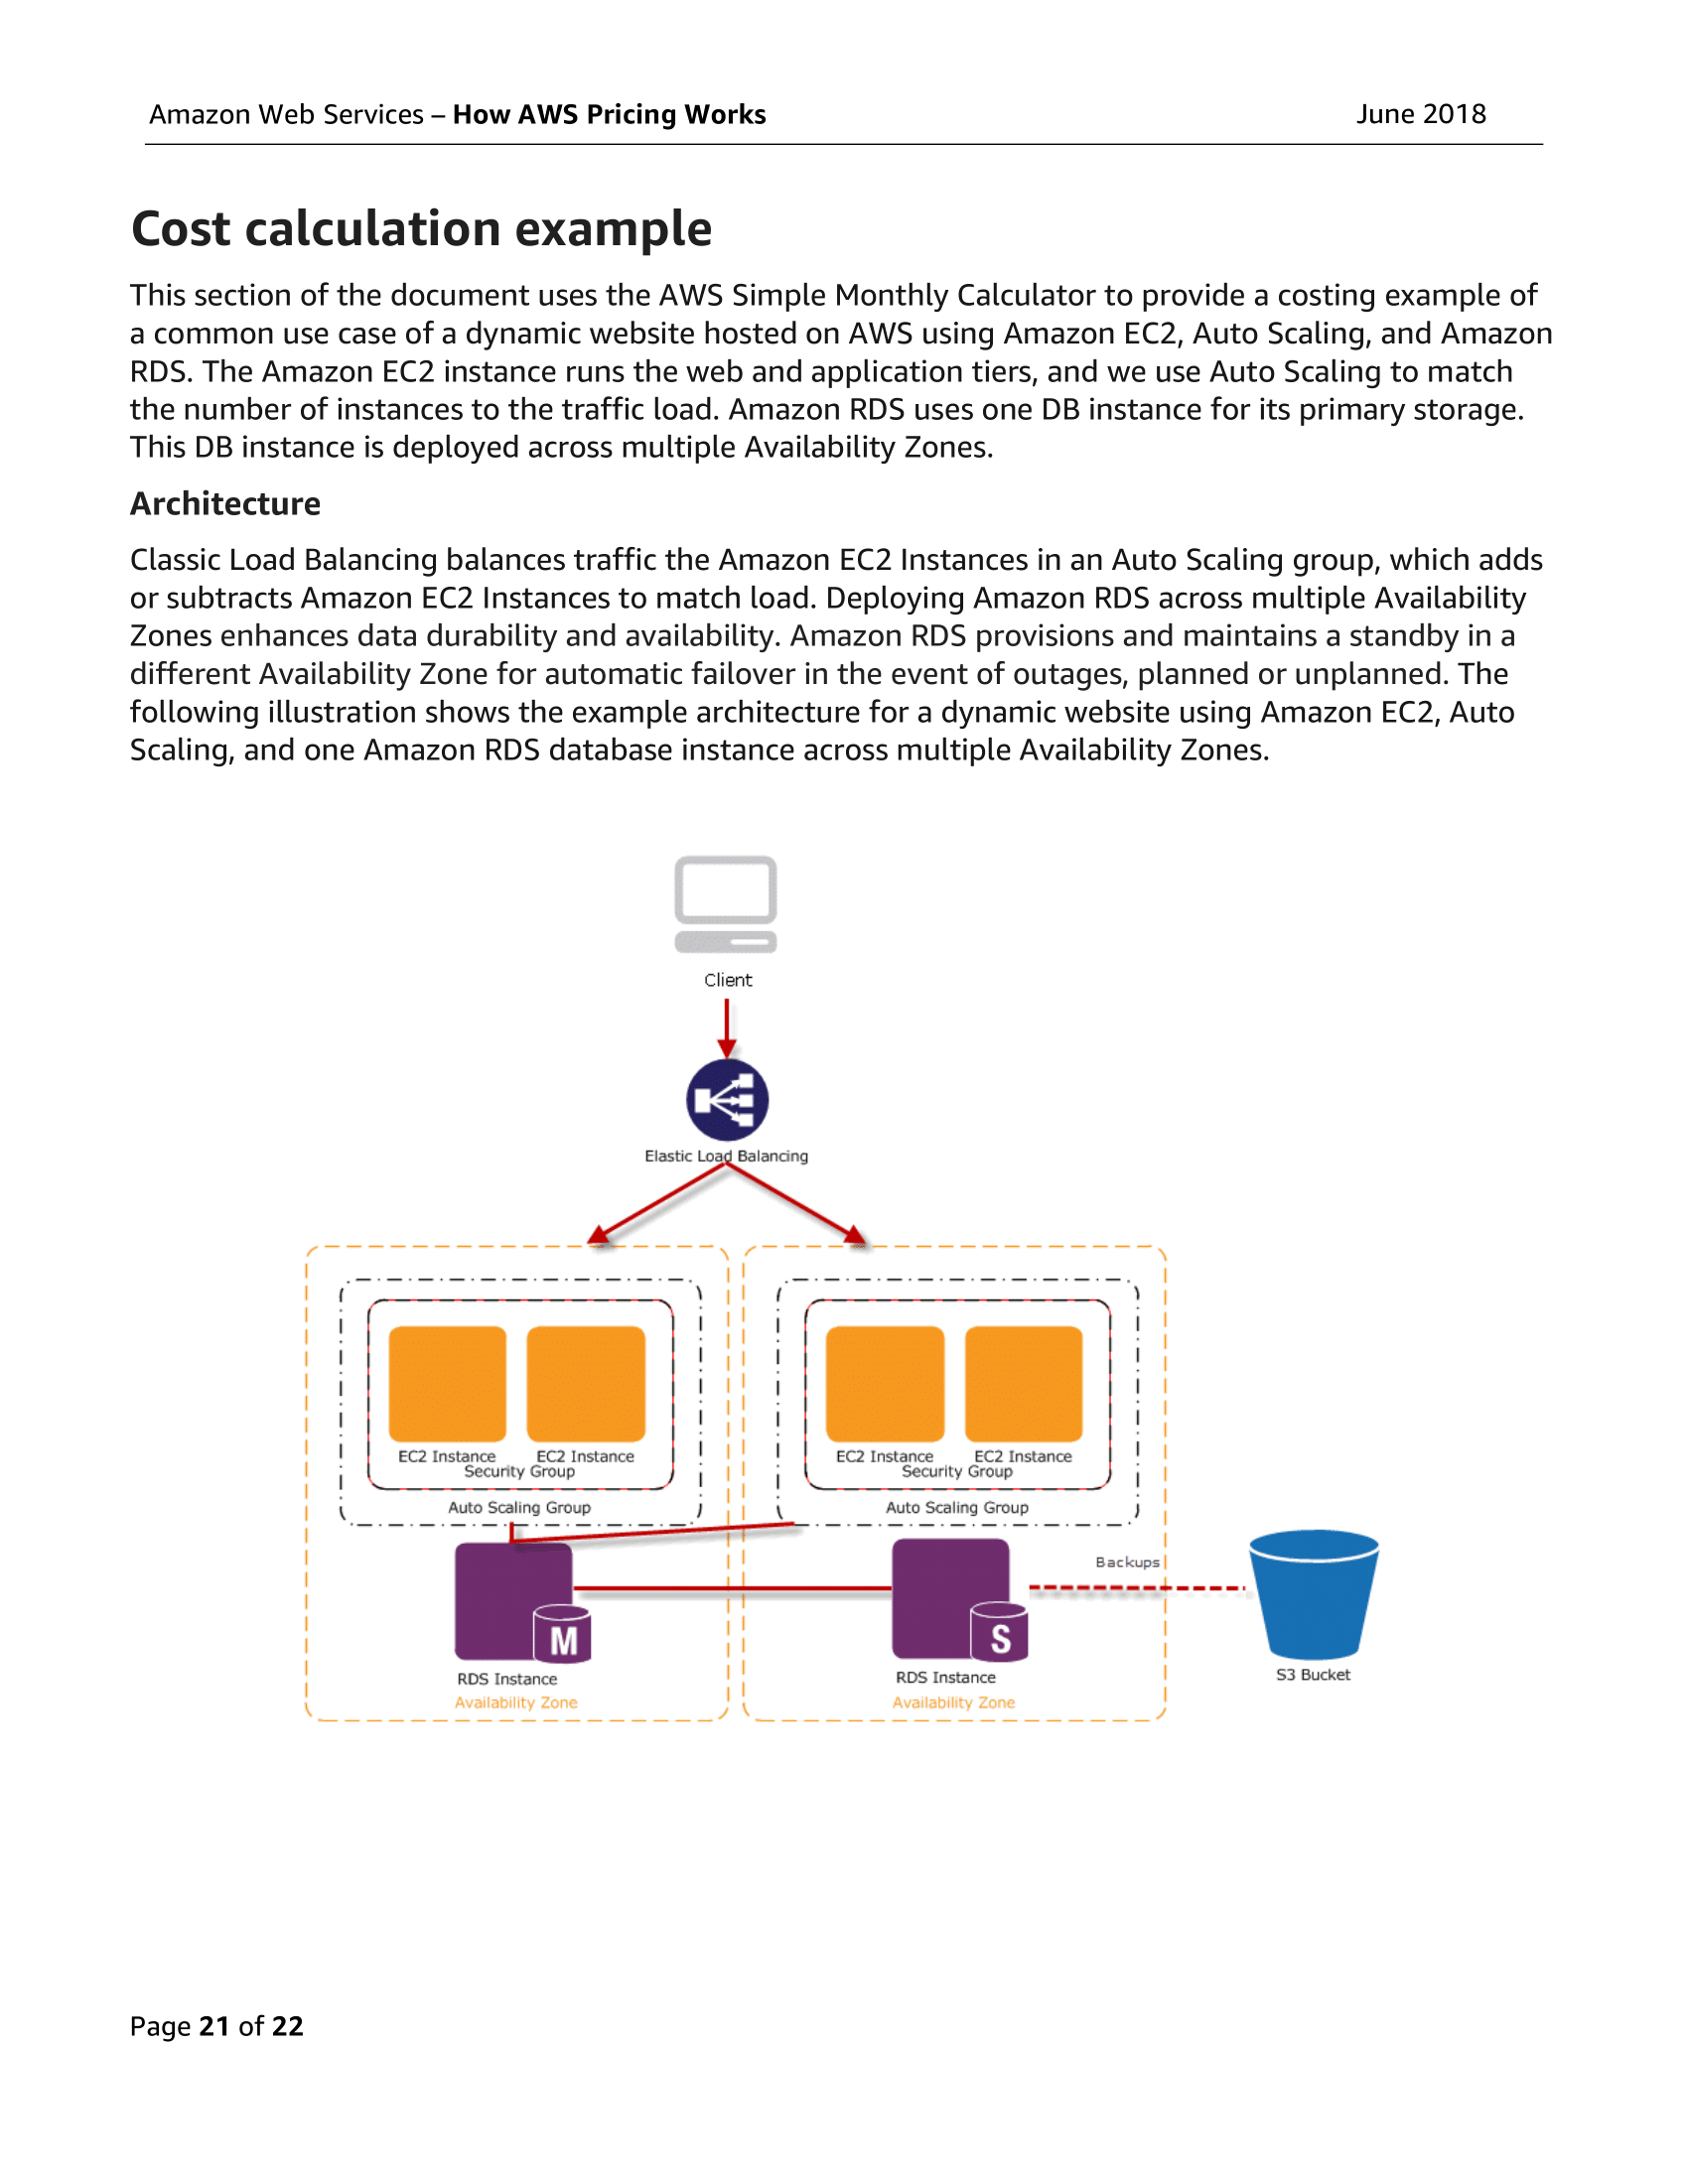 Amazon Web Services – How AWS Pricing Works June 2018
Cost calculation example
This section of the document uses the AWS Simple Monthly Calculator to provide a costing example of
a common use case of a dynamic website hosted on AWS using Amazon EC2, Auto Scaling, and Amazon
RDS. The Amazon EC2 instance runs the web and application tiers, and we use Auto Scaling to match
the number of instances to the traffic load. Amazon RDS uses one DB instance for its primary storage.
This DB instance is deployed across multiple Availability Zones.
Architecture
Classic Load Balancing balances traffic the Amazon EC2 Instances in an Auto Scaling group, which adds
or subtracts Amazon EC2 Instances to match load. Deploying Amazon RDS across multiple Availability
Zones enhances data durability and availability. Amazon RDS provisions and maintains a standby in a
different Availability Zone for automatic failover in the event of outages, planned or unplanned. The
following illustration shows the example architecture for a dynamic website using Amazon EC2, Auto
Scaling, and one Amazon RDS database instance across multiple Availability Zones.
Client
Elastic Load Balancing
EC2 Instance EC2 Instance
Security Group
Auto Scaling Group
EC2 Instance EC2 Instance
Security Group
Auto Scaling Group
M
RDS Instance
Availability Zone
S
RDS Instance
Availability Zone
Backups
S3 Bucket
Page 21 of 22